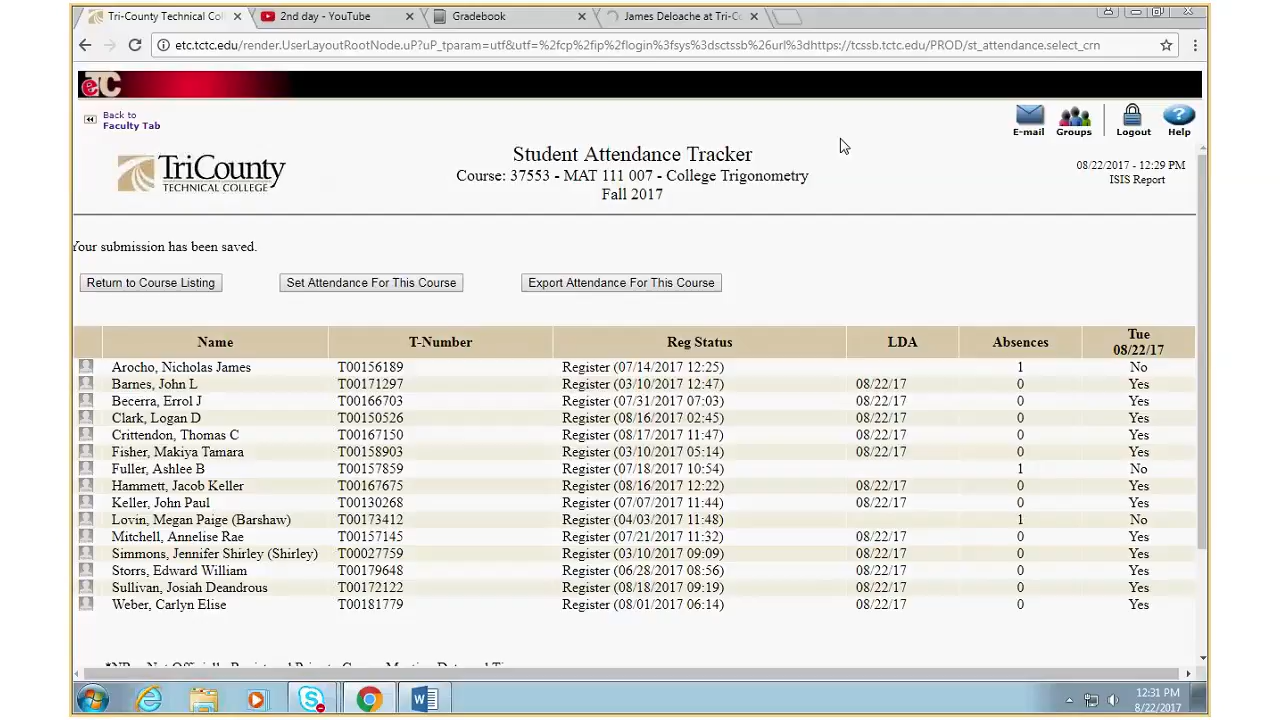 Tri-County Technical Col
2nd day - YouTube
Gradebook
James Deloache at Tri-C
etc.tctc.edu/render.UserLayoutRootNode.uP?uP_tparam=utf&utf=%2fcp%2fip%2flogin%3fsys%3dsctssb%26url%3dhttps://tcssb.tctc.edu/PROD/st_attendance.select_crn
eTC
Back to
Faculty Tab
E-mail Groups Logout Help
TriCounty
TECHNICAL COLLEGE
Student Attendance Tracker
Course: 37553 - MAT 111 007 - College Trigonometry
Fall 2017
08/22/2017 - 12:29 PM
ISIS Report
Your submission has been saved.
Return to Course Listing Set Attendance For This Course Export Attendance For This Course
Name T-Number Reg Status LDA Absences Tue
08/22/17
Arocho, Nicholas James T00156189 Register (07/14/2017 12:25) 1 No
Barnes, John L T00171297 Register (03/10/2017 12:47) 08/22/17 0 Yes
Becerra, Errol J T00166703 Register (07/31/2017 07:03) 08/22/17 0 Yes
Clark, Logan D T00150526 Register (08/16/2017 02:45) 08/22/17 0 Yes
Crittendon, Thomas C T00167150 Register (08/17/2017 11:47) 08/22/17 0 Yes
Fisher, Makiya Tamara T00158903 Register (03/10/2017 05:14) 08/22/17 0 Yes
Fuller, Ashlee B T00157859 Register (07/18/2017 10:54) 1 No
Hammett, Jacob Keller T00167675 Register (08/16/2017 12:22) 08/22/17 0 Yes
Keller, John Paul T00130268 Register (07/07/2017 11:44) 08/22/17 0 Yes
Lovin, Megan Paige (Barshaw) T00173412 Register (04/03/2017 11:48) 1 No
Mitchell, Annelise Rae T00157145 Register (07/21/2017 11:32) 08/22/17 0 Yes
Simmons, Jennifer Shirley (Shirley) T00027759 Register (03/10/2017 09:09) 08/22/17 0 Yes
Storrs, Edward William T00179648 Register (06/28/2017 08:56) 08/22/17 0 Yes
Sullivan, Josiah Deandrous T00172122 Register (08/18/2017 09:19) 08/22/17 0 Yes
Weber, Carlyn Elise T00181779 Register (08/01/2017 06:14) 08/22/17 0 Yes
12:31 PM
8/22/2017